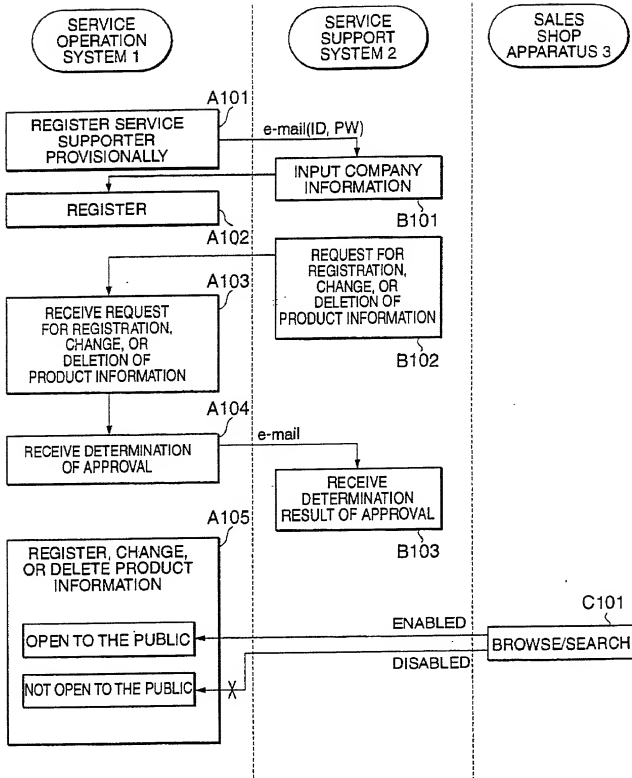 SERVICE
OPERATION
SYSTEM 1
SERVICE
SUPPORT
SYSTEM 2
SALES
SHOP
APPARATUS 3
A101
REGISTER SERVICE
SUPPORTER
PROVISIONALLY
e-mail(ID, PW)
INPUT COMPANY
INFORMATION
B101
REGISTER
A102
REQUEST FOR
REGISTRATION,
CHANGE, OR
DELETION OF
PRODUCT INFORMATION
B102
A103
RECEIVE REQUEST
FOR REGISTRATION,
CHANGE, OR
DELETION OF
PRODUCT INFORMATION
A104
RECEIVE DETERMINATION
OF APPROVAL
e-mail
RECEIVE
DETERMINATION
RESULT OF APPROVAL
B103
A105
REGISTER, CHANGE,
OR DELETE PRODUCT
INFORMATION
OPEN TO THE PUBLIC
NOT OPEN TO THE PUBLIC
ENABLED
DISABLED
C101
BROWSE/SEARCH